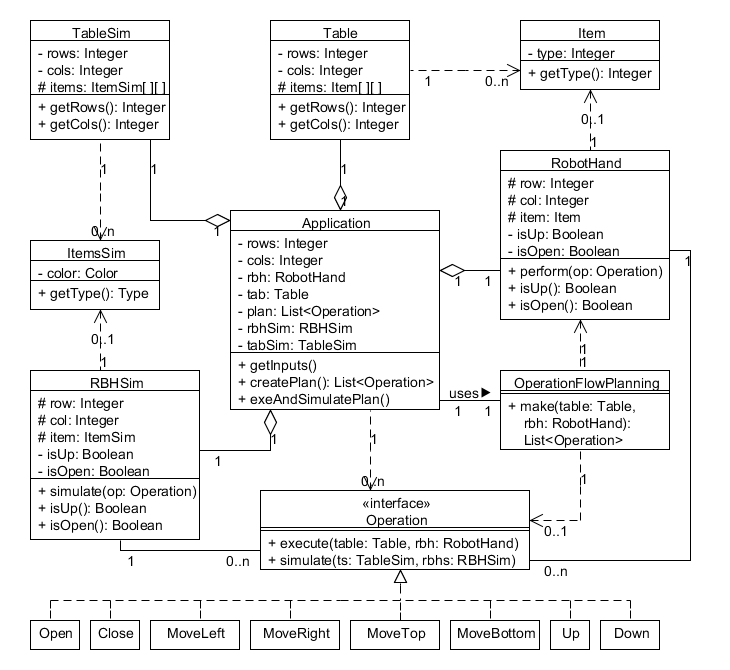 TableSim
- rows: Integer
- cols: Integer
# items: ItemSim[ ][ ]
+ getRows(): Integer
+ getCols(): Integer
Table
- rows: Integer
- cols: Integer
# items: Item[ ][ ]
+ getRows(): Integer
+ getCols(): Integer
Item
- type: Integer
+ getType(): Integer
1
0..n
0..1
1
1
1
0../n
1
1
1
RobotHand
# row: Integer
# col: Integer
# item: Item
- isUp: Boolean
- isOpen: Boolean
+ perform(op: Operation)
+ isUp(): Boolean
+ isOpen(): Boolean
ItemsSim
- color: Color
+ getType(): Type
Application
- rows: Integer
- cols: Integer
- rbh: RobotHand
- tab: Table
- plan: List<Operation>
- rbhSim: RBHSim
- tabSim: TableSim
+ getInputs()
+ createPlan(): List<Operation>
+ exeAndSimulatePlan()
1
1
1
0..1
1
1
1
RBHSim
# row: Integer
# col: Integer
# item: ItemSim
- isUp: Boolean
- isOpen: Boolean
+ simulate(op: Operation)
+ isUp(): Boolean
+ isOpen(): Boolean
OperationFlowPlanning
+ make(table: Table,
rbh: RobotHand):
List<Operation>
uses
1
1
1
1
1
0../n
1
0..1
«interface»
Operation
+ execute(table: Table, rbh: RobotHand)
+ simulate(ts: TableSim, rbhs: RBHSim)
1
0..n
0..n
Open
Close
MoveLeft
MoveRight
MoveTop
MoveBottom
Up
Down